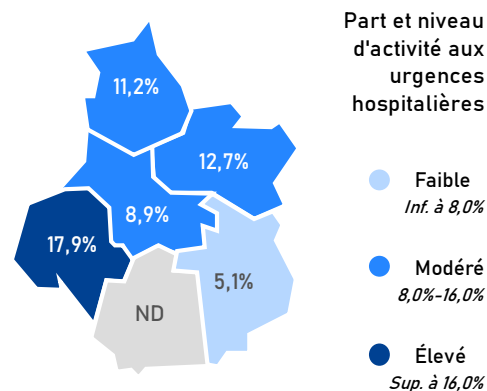 Part et niveau
d'activité aux
urgences
hospitalières
11,2%
12,7%
8,9%
17,9%
5,1%
ND
Faible
Inf. à 8,0%
Modéré
8,0%-16,0%
Élevé
Sup. à 16,0%